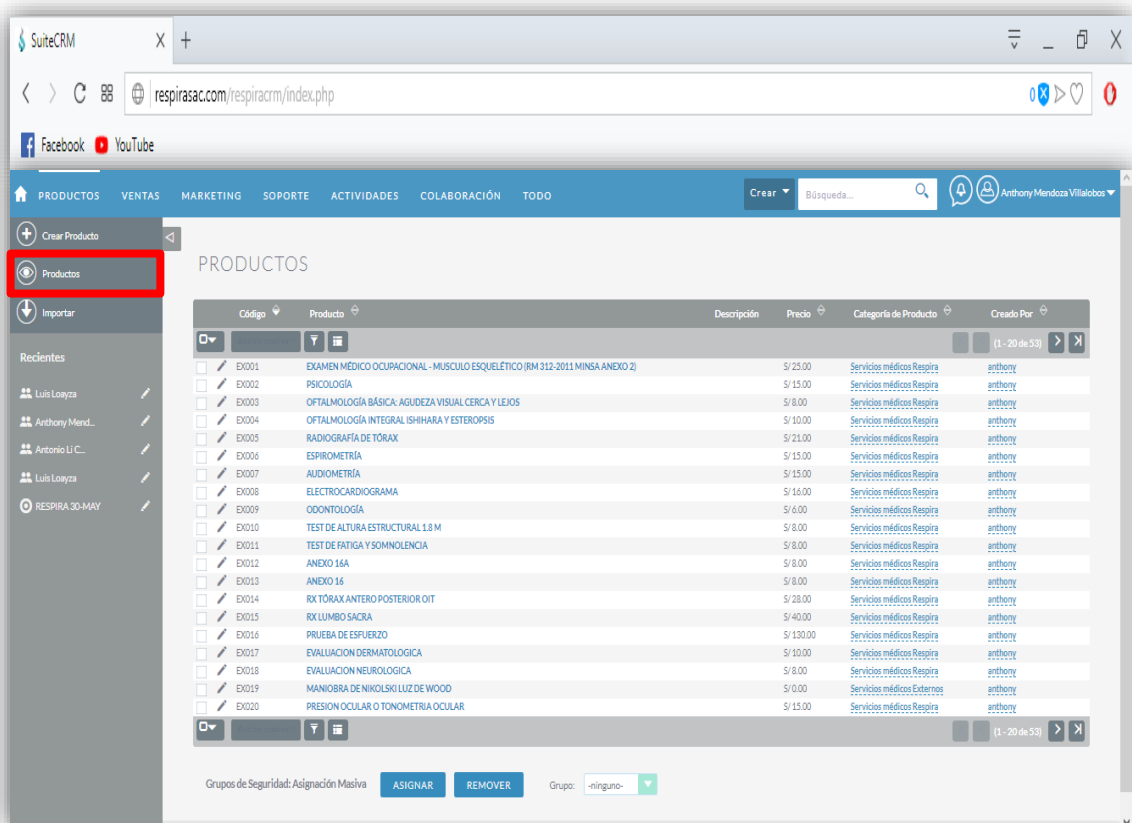 SuiteCRM
respirasac.com/respiracrm/index.php
0
Facebook YouTube
PRODUCTOS VENTAS MARKETING SOPORTE ACTIVIDADES COLABORACIÓN TODO Crear Búsqueda... Anthony Mendoza Villalobos
Crear Producto
Productos
Importar
Recientes
Luis Loayza
Anthony Mend...
Antonio Li C...
Luis Loayza
RESPIRA 30-MAY
PRODUCTOS
Código Producto Descripción Precio Categoría de Producto Creado Por
(1 - 20 de 53)
EX001 EXAMEN MÉDICO OCUPACIONAL - MUSCULO ESQUELÉTICO (RM 312-2011 MINSA ANEXO 2) S/ 25.00 Servicios médicos Respira anthony
EX002 PSICOLOGÍA S/ 15.00 Servicios médicos Respira anthony
EX003 OFTALMOLOGÍA BÁSICA: AGUDEZA VISUAL CERCA Y LEJOS S/ 8.00 Servicios médicos Respira anthony
EX004 OFTALMOLOGÍA INTEGRAL ISHIHARA Y ESTEROPSIS S/ 10.00 Servicios médicos Respira anthony
EX005 RADIOGRAFÍA DE TÓRAX S/ 21.00 Servicios médicos Respira anthony
EX006 ESPIROMETRÍA S/ 15.00 Servicios médicos Respira anthony
EX007 AUDIOMETRÍA S/ 15.00 Servicios médicos Respira anthony
EX008 ELECTROCARDIOGRAMA S/ 16.00 Servicios médicos Respira anthony
EX009 ODONTOLOGÍA S/ 6.00 Servicios médicos Respira anthony
EX010 TEST DE ALTURA ESTRUCTURAL 1.8 M S/ 8.00 Servicios médicos Respira anthony
EX011 TEST DE FATIGA Y SOMNOLENCIA S/ 8.00 Servicios médicos Respira anthony
EX012 ANEXO 16A S/ 8.00 Servicios médicos Respira anthony
EX013 ANEXO 16 S/ 8.00 Servicios médicos Respira anthony
EX014 RX TÓRAX ANTERO POSTERIOR OIT S/ 28.00 Servicios médicos Respira anthony
EX015 RX LUMBO SACRA S/ 40.00 Servicios médicos Respira anthony
EX016 PRUEBA DE ESFUERZO S/ 130.00 Servicios médicos Respira anthony
EX017 EVALUACION DERMATOLOGICA S/ 10.00 Servicios médicos Respira anthony
EX018 EVALUACION NEUROLOGICA S/ 8.00 Servicios médicos Respira anthony
EX019 MANIOBRA DE NIKOLSKI LUZ DE WOOD S/ 0.00 Servicios médicos Externos anthony
EX020 PRESION OCULAR O TONOMETRIA OCULAR S/ 15.00 Servicios médicos Respira anthony
(1 - 20 de 53)
Grupos de Seguridad: Asignación Masiva ASIGNAR REMOVER Grupo: -ninguno-